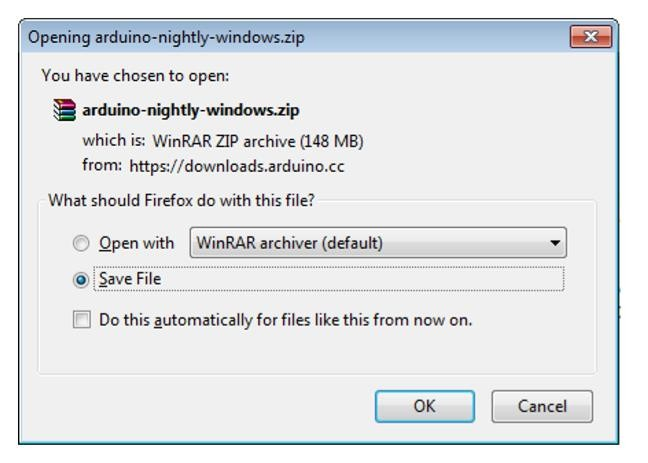 Opening arduino-nightly-windows.zip
You have chosen to open:
arduino-nightly-windows.zip
which is: WinRAR ZIP archive (148 MB)
from: https://downloads.arduino.cc
What should Firefox do with this file?
Open with WinRAR archiver (default)
Save File
Do this automatically for files like this from now on.
OK Cancel